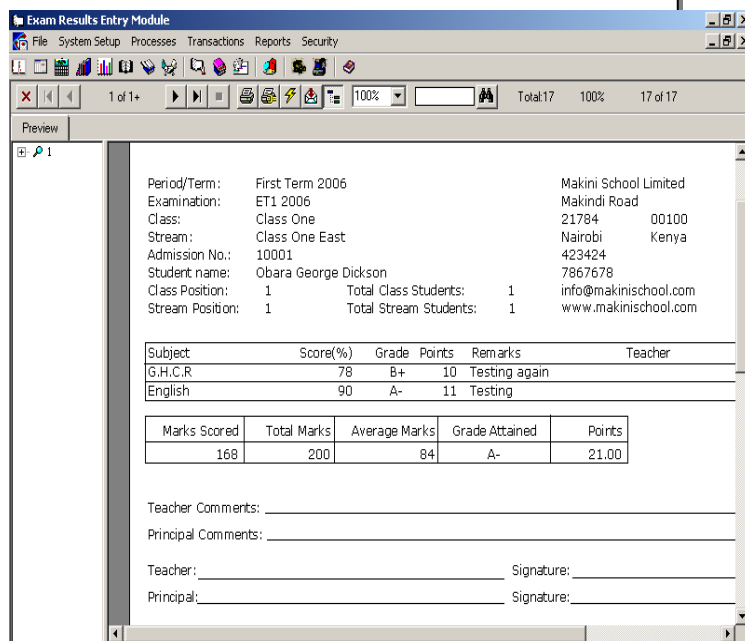 Exam Results Entry Module
File System Setup Processes Transactions Reports Security
1 of 1+ 100% Total:17 100% 17 of 17
Preview
1
Period/Term: First Term 2006 Makini School Limited
Examination: ET1 2006 Makindi Road
Class: Class One 21784 00100
Stream: Class One East Nairobi Kenya
Admission No.: 10001 423424
Student name: Obara George Dickson 7867678
Class Position: 1 Total Class Students: 1 info@makinischool.com
Stream Position: 1 Total Stream Students: 1 www.makinischool.com
Subject Score(%) Grade Points Remarks Teacher
G.H.C.R 78 B+ 10 Testing again
English 90 A- 11 Testing
Marks Scored Total Marks Average Marks Grade Attained Points
168 200 84 A- 21.00
Teacher Comments:
Principal Comments:
Teacher: Signature:
Principal: Signature: